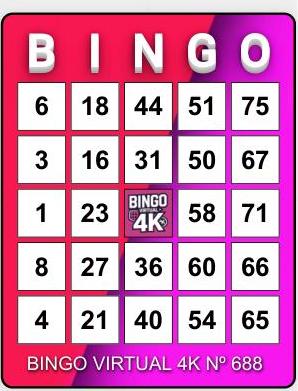 B I N G O
6 18 44 51 75
3 16 31 50 67
1 23 BINGO VIRTUAL 4K 58 71
8 27 36 60 66
4 21 40 54 65
BINGO VIRTUAL 4K Nº 688